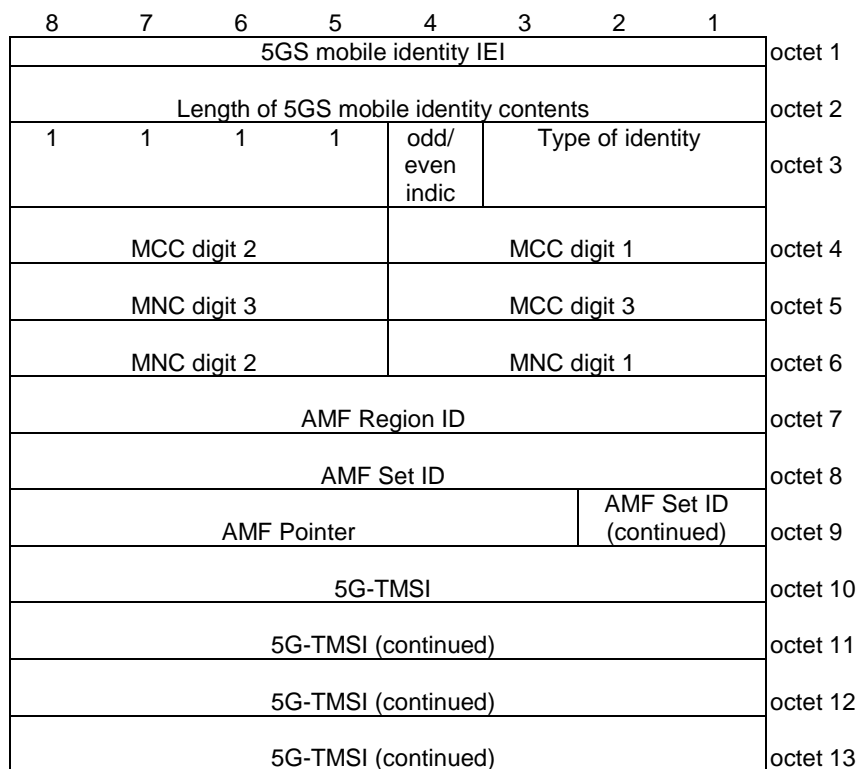 8 7 6 5 4 3 2 1
5GS mobile identity IEI octet 1
Length of 5GS mobile identity contents octet 2
1 1 1 1 odd/ Type of identity
even octet 3
indic
MCC digit 2 MCC digit 1 octet 4
MNC digit 3 MCC digit 3 octet 5
MNC digit 2 MNC digit 1 octet 6
AMF Region ID octet 7
AMF Set ID octet 8
AMF Set ID
AMF Pointer (continued) octet 9
5G-TMSI octet 10
5G-TMSI (continued) octet 11
5G-TMSI (continued) octet 12
5G-TMSI (continued) octet 13